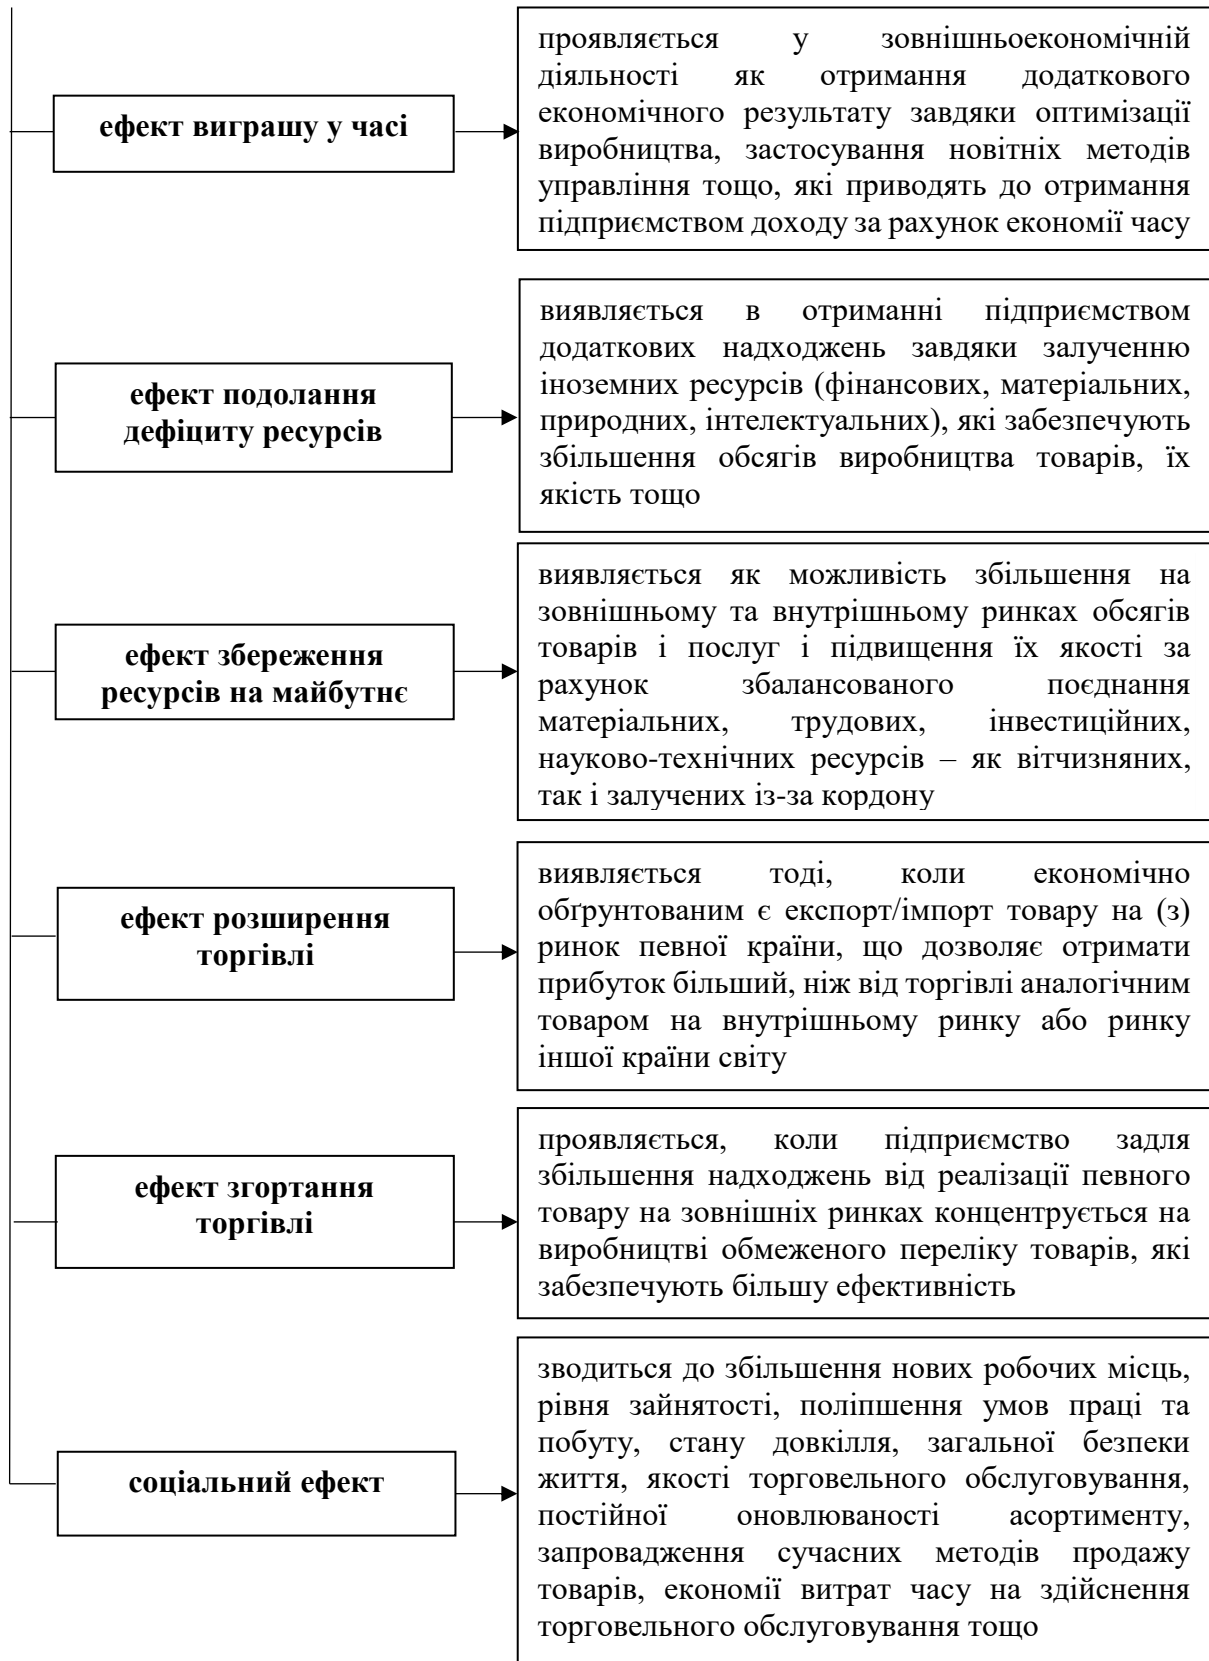 ефект виграшу у часі
проявляється у зовнішньоекономічній
діяльності як отримання додаткового
економічного результату завдяки оптимізації
виробництва, застосування новітніх методів
управління тощо, які приводять до отримання
підприємством доходу за рахунок економії часу
ефект подолання
дефіциту ресурсів
виявляється в отриманні підприємством
додаткових надходжень завдяки залученню
іноземних ресурсів (фінансових, матеріальних,
природних, інтелектуальних), які забезпечують
збільшення обсягів виробництва товарів, їх
якість тощо
ефект збереження
ресурсів на майбутнє
виявляється як можливість збільшення на
зовнішньому та внутрішньому ринках обсягів
товарів і послуг і підвищення їх якості за
рахунок збалансованого поєднання
матеріальних, трудових, інвестиційних,
науково-технічних ресурсів – як вітчизняних,
так і залучених із-за кордону
ефект розширення
торгівлі
виявляється тоді, коли економічно
обґрунтованим є експорт/імпорт товару на (з)
ринок певної країни, що дозволяє отримати
прибуток більший, ніж від торгівлі аналогічним
товаром на внутрішньому ринку або ринку
іншої країни світу
ефект згортання
торгівлі
проявляється, коли підприємство задля
збільшення надходжень від реалізації певного
товару на зовнішніх ринках концентрується на
виробництві обмеженого переліку товарів, які
забезпечують більшу ефективність
соціальний ефект
зводиться до збільшення нових робочих місць,
рівня зайнятості, поліпшення умов праці та
побуту, стану довкілля, загальної безпеки
життя, якості торговельного обслуговування,
постійної оновлюваності асортименту,
запровадження сучасних методів продажу
товарів, економії витрат часу на здійснення
торговельного обслуговування тощо